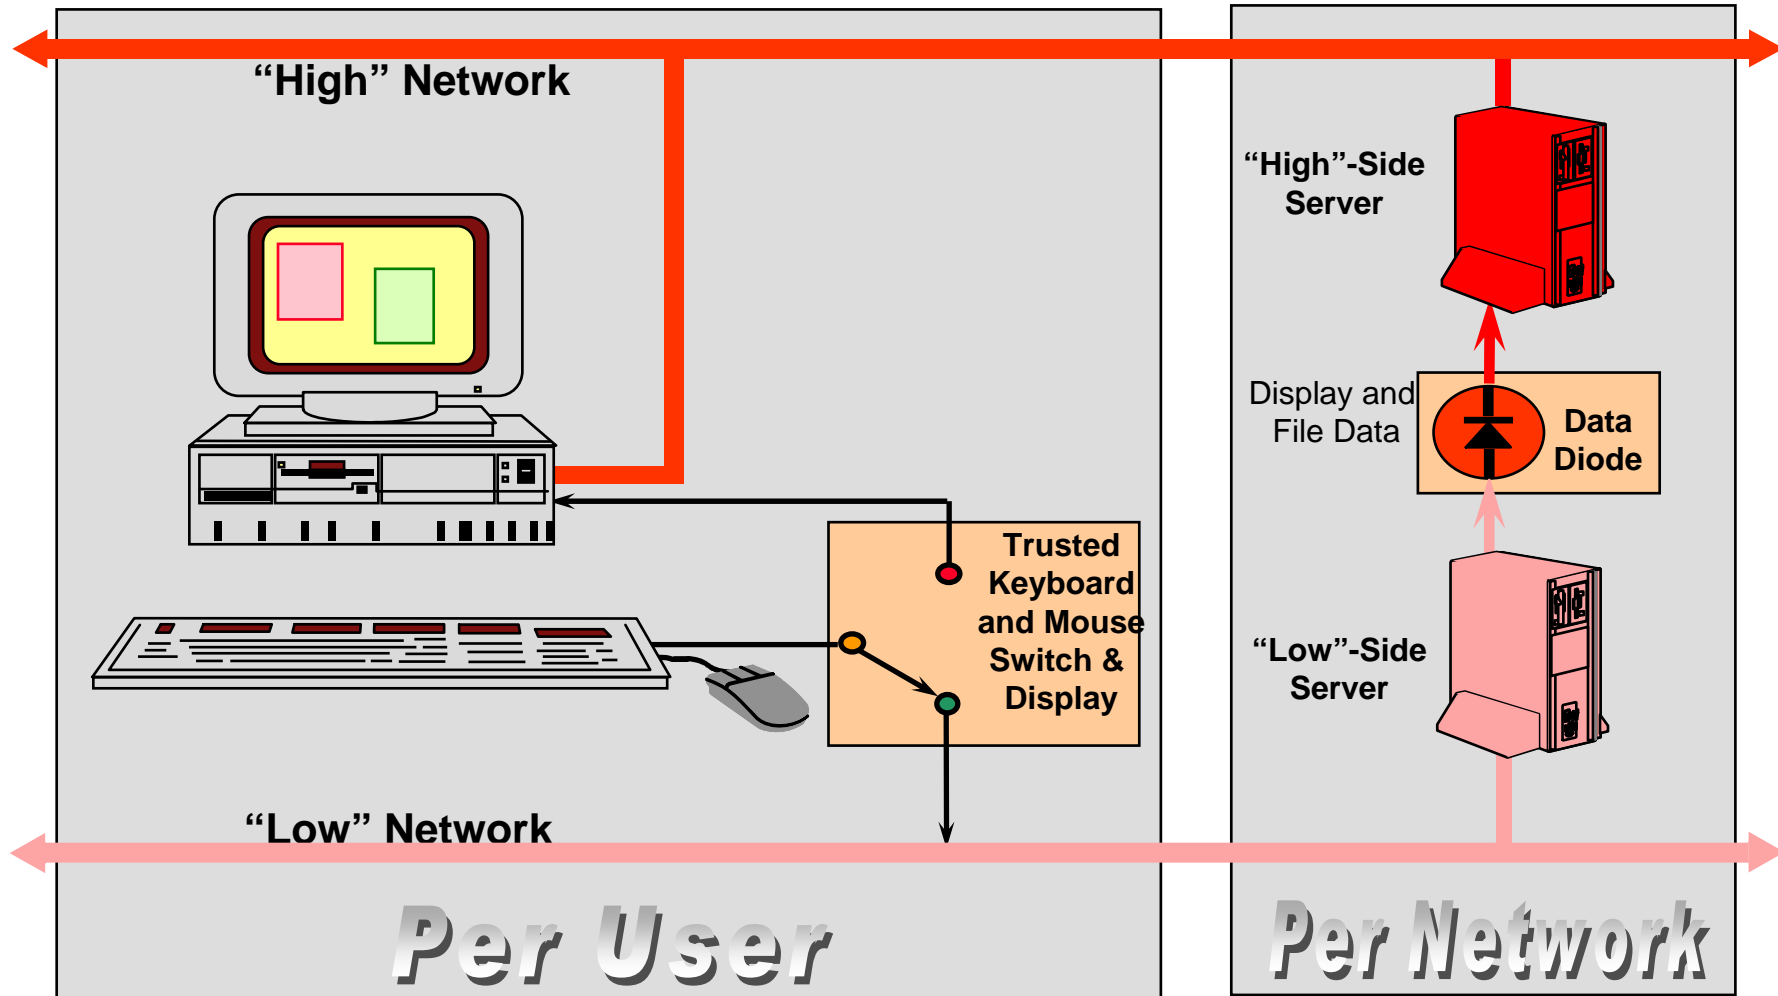 “High” Network
“High”-Side
Server
Display and
File Data
Data
Diode
Trusted
Keyboard
and Mouse
Switch &
Display
“Low”-Side
Server
“Low” Network
Per User
Per Network